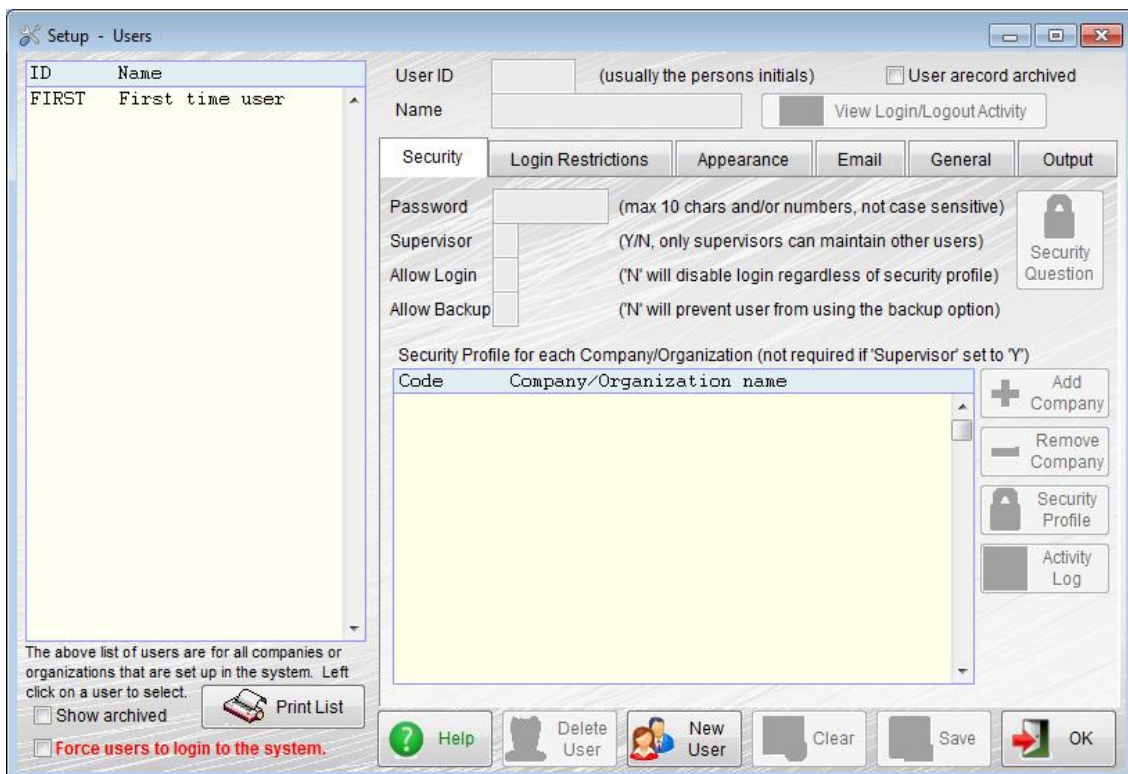 Setup - Users
ID Name
FIRST First time user
The above list of users are for all companies or
organizations that are set up in the system. Left
click on a user to select.
Show archived
Print List
Force users to login to the system.
User ID (usually the persons initials) User arecord archived
Name View Login/Logout Activity
Security Login Restrictions Appearance Email General Output
Password (max 10 chars and/or numbers, not case sensitive)
Supervisor (Y/N, only supervisors can maintain other users)
Allow Login ('N' will disable login regardless of security profile)
Allow Backup ('N' will prevent user from using the backup option)
Security
Question
Security Profile for each Company/Organization (not required if 'Supervisor' set to 'Y')
Code Company/Organization name
Add
Company
Remove
Company
Security
Profile
Activity
Log
Help
Delete
User
New
User
Clear
Save
OK